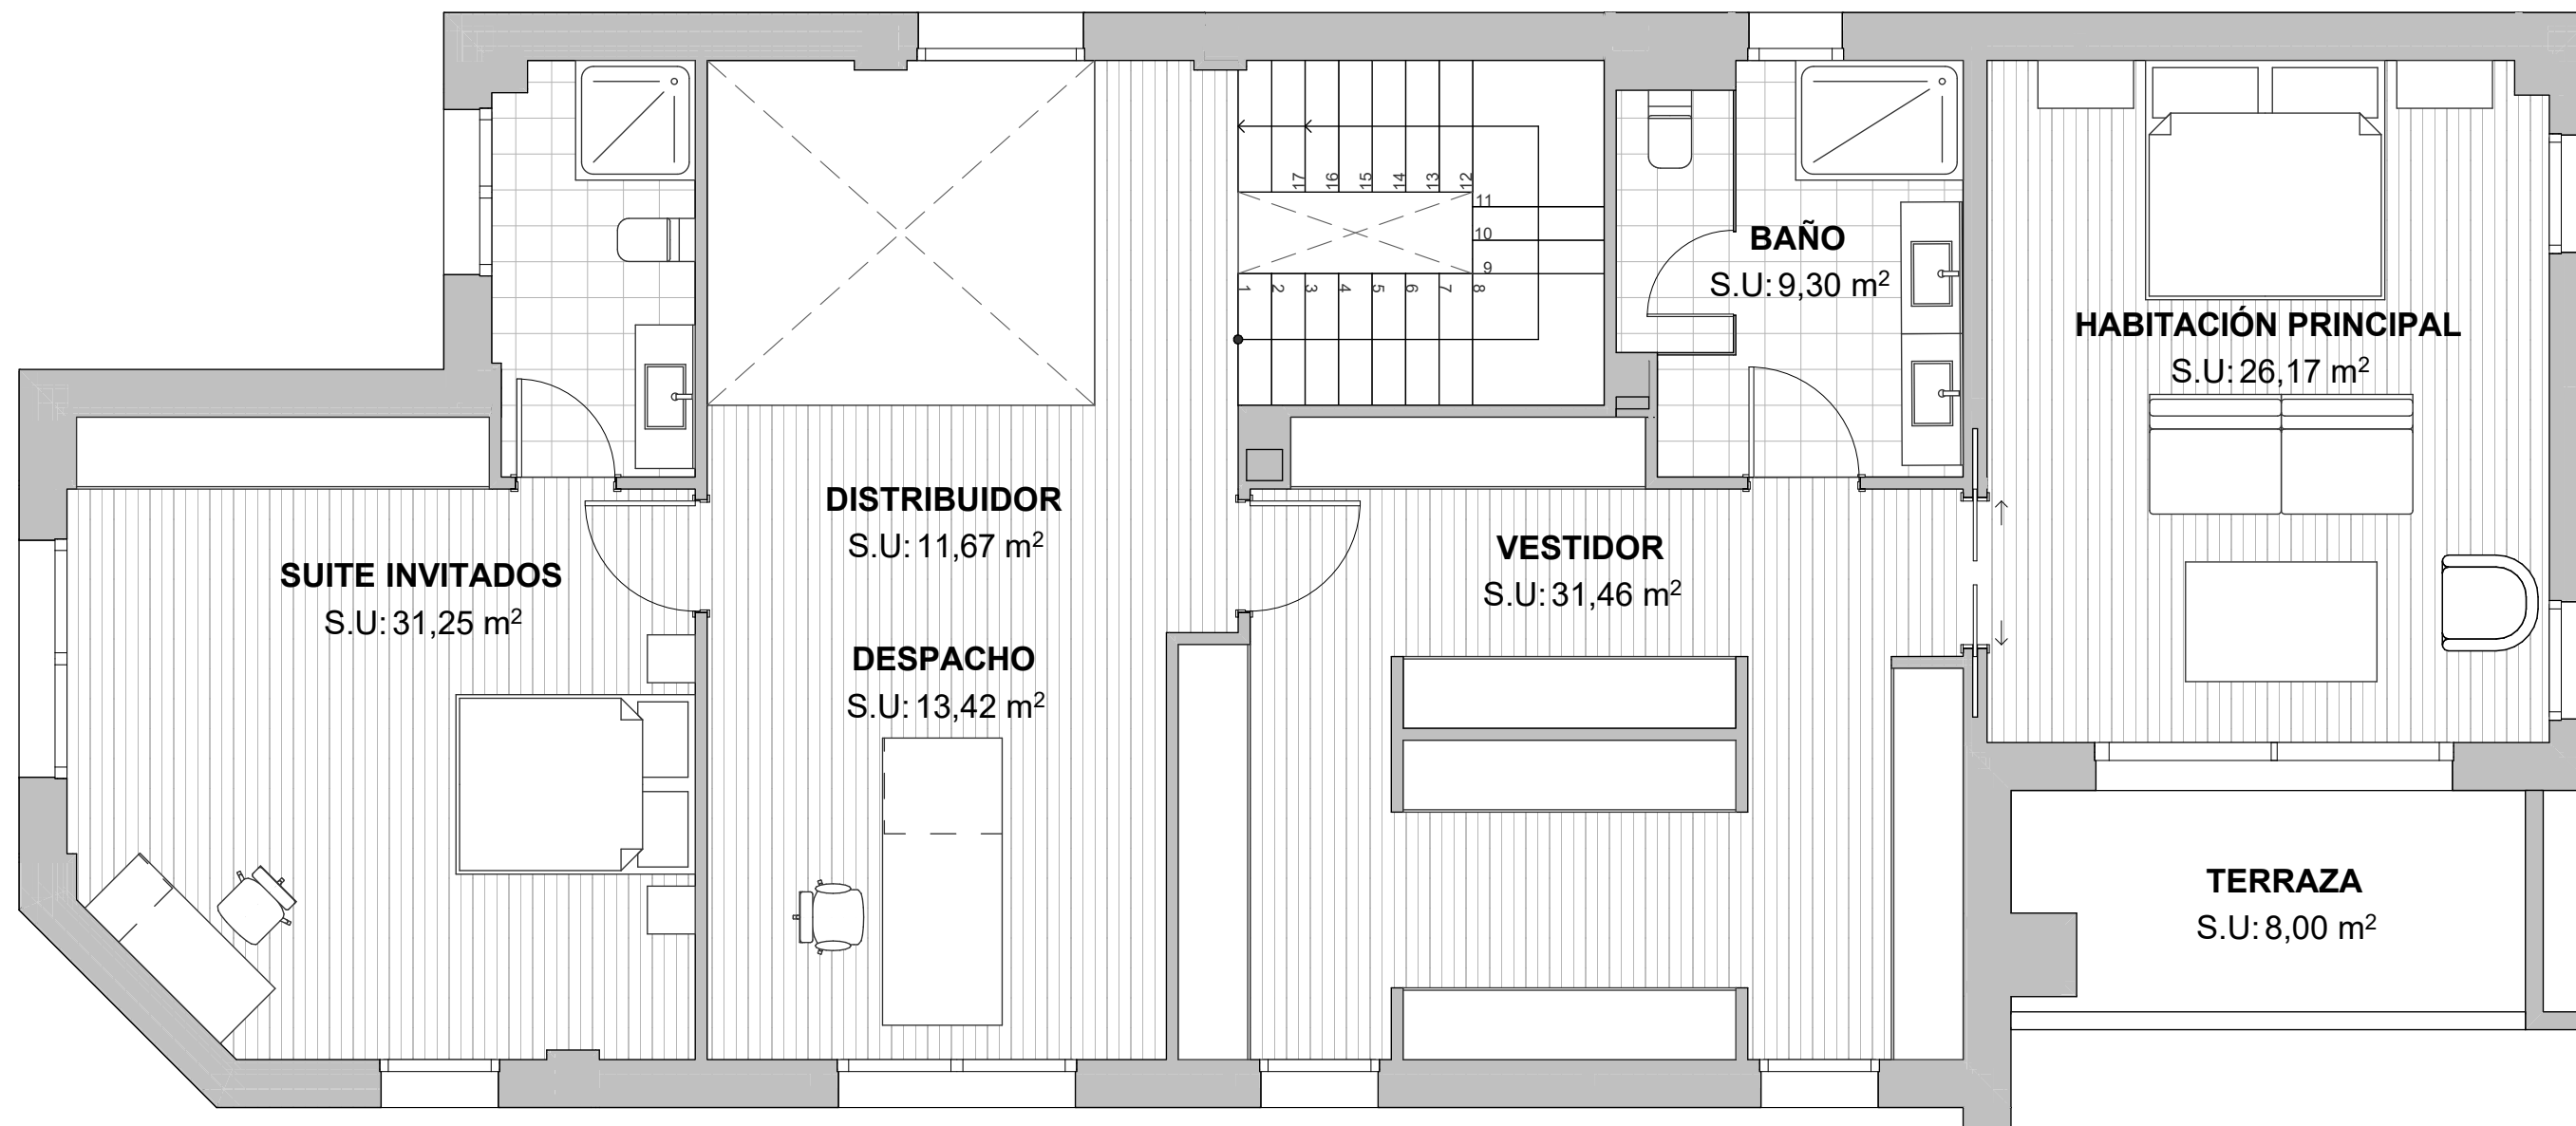 17 16 15 14 13 12
11
10
9
1 2 3 4 5 6 7 8
BAÑO
S.U: 9,30 m²
HABITACIÓN PRINCIPAL
S.U: 26,17 m²
DISTRIBUIDOR
S.U: 11,67 m²
VESTIDOR
S.U: 31,46 m²
SUITE INVITADOS
S.U: 31,25 m²
DESPACHO
S.U: 13,42 m²
TERRAZA
S.U: 8,00 m²